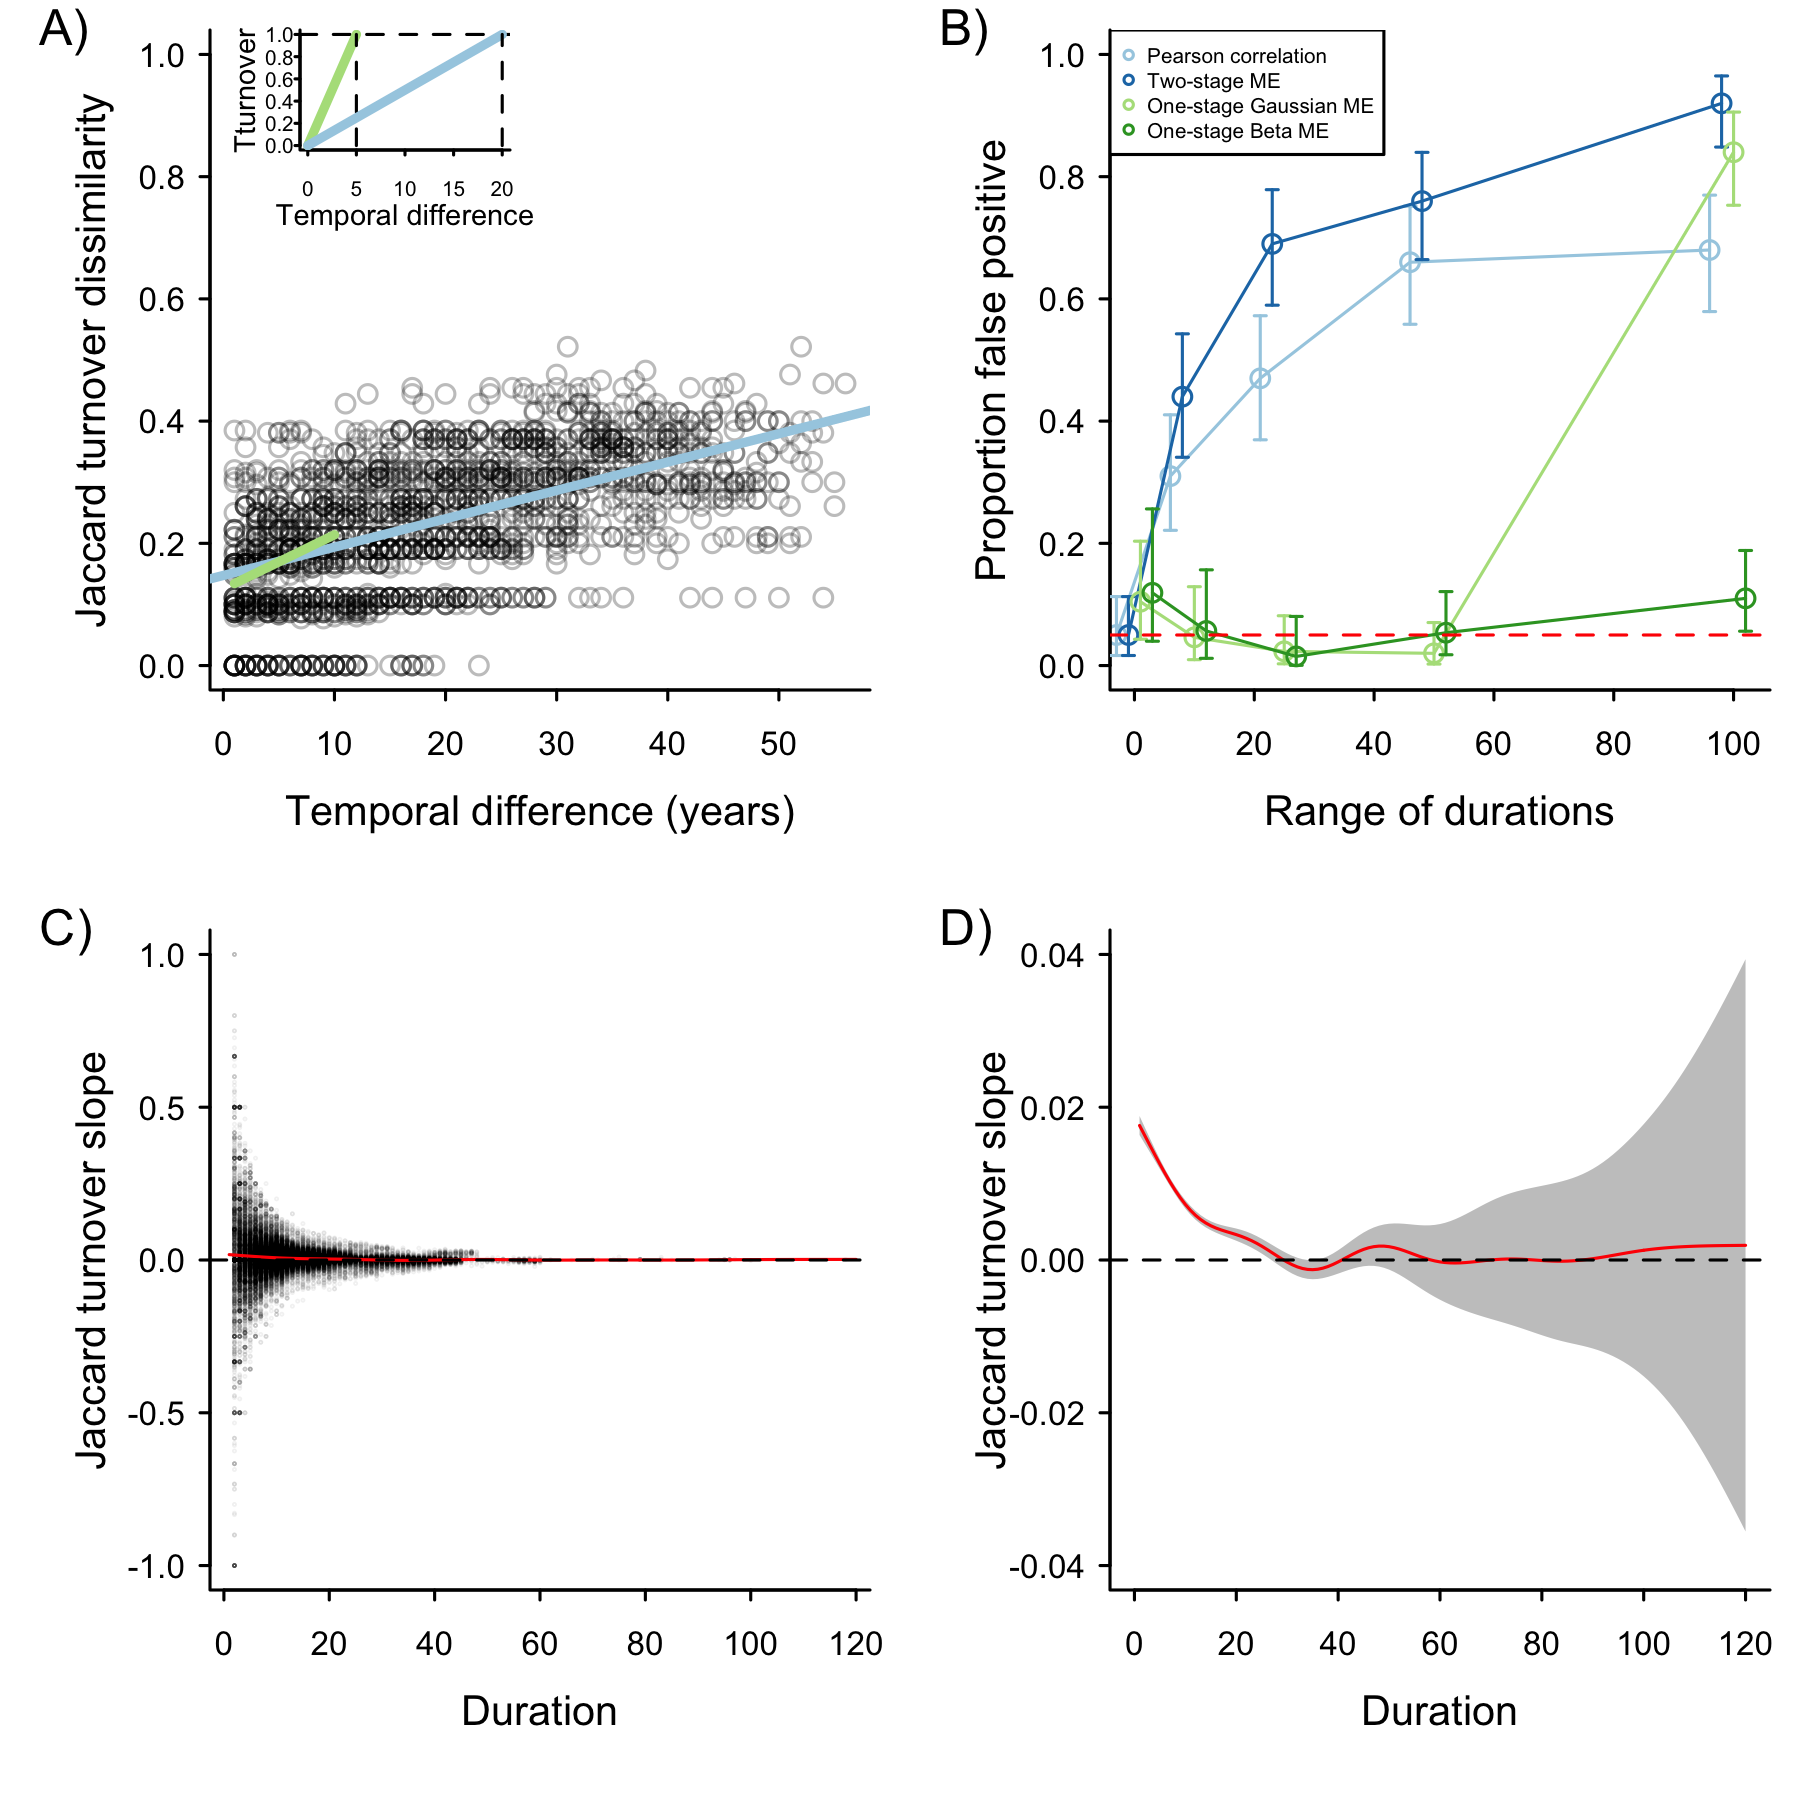 A)
Jaccard turnover dissimilarity
1.0
0.8
0.6
0.4
0.2
0.0
0 10 20 30 40 50
Temporal difference (years)
Tturnover
1.0
0.8
0.6
0.4
0.2
0.0
0 5 10 15 20
Temporal difference
B)
Proportion false positive
1.0
0.8
0.6
0.4
0.2
0.0
Pearson correlation
Two-stage ME
One-stage Gaussian ME
One-stage Beta ME
0 20 40 60 80 100
Range of durations
C)
Jaccard turnover slope
1.0
0.5
0.0
-0.5
-1.0
0 20 40 60 80 100 120
Duration
D)
Jaccard turnover slope
0.04
0.02
0.00
-0.02
-0.04
0 20 40 60 80 100 120
Duration